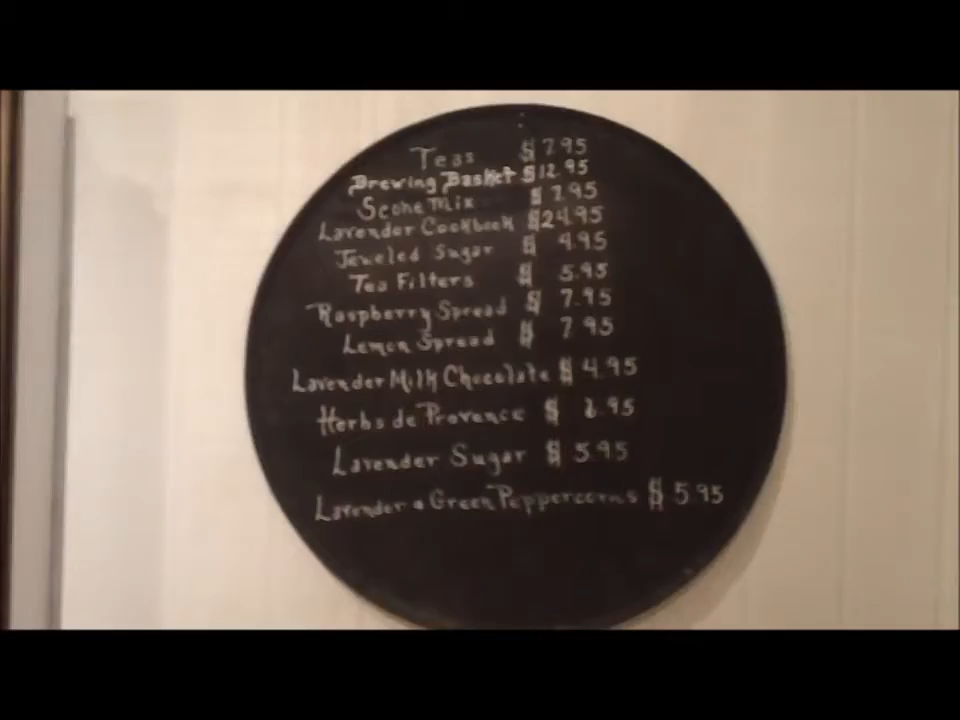 Teas $ 7.95
Brewing Basket $ 12.95
Scone Mix $ 7.95
Lavender Cookbook $ 24.95
Jeweled Sugar $ 4.95
Tea Filters $ 5.95
Raspberry Spread $ 7.95
Lemon Spread $ 7.95
Lavender Milk Chocolate $ 4.95
Herbs de Provence $
Lavender Sugar $ 5.95
Lavender & Green Peppercorns $ 5.95